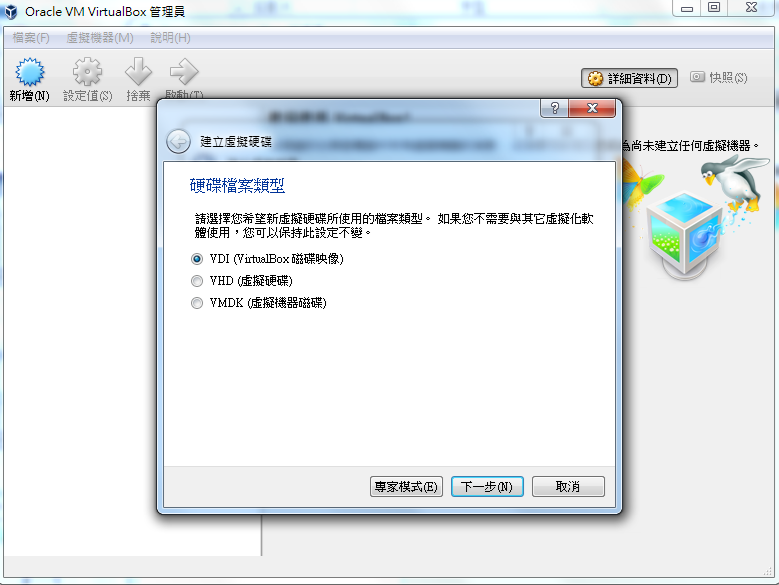 Oracle VM VirtualBox 管理員
檔案(F) 虛擬機器(M) 說明(H)
新增(N) 設定值(S) 捨棄 啟動(T)
詳細資料(D) 快照(S)
為尚未建立任何虛擬機器。
建立虛擬硬碟
硬碟檔案類型
請選擇您希望新虛擬硬碟所使用的檔案類型。 如果您不需要與其它虛擬化軟
體使用，您可以保持此設定不變。
VDI (VirtualBox 磁碟映像)
VHD (虛擬硬碟)
VMDK (虛擬機器磁碟)
專家模式(E) 下一步(N) 取消